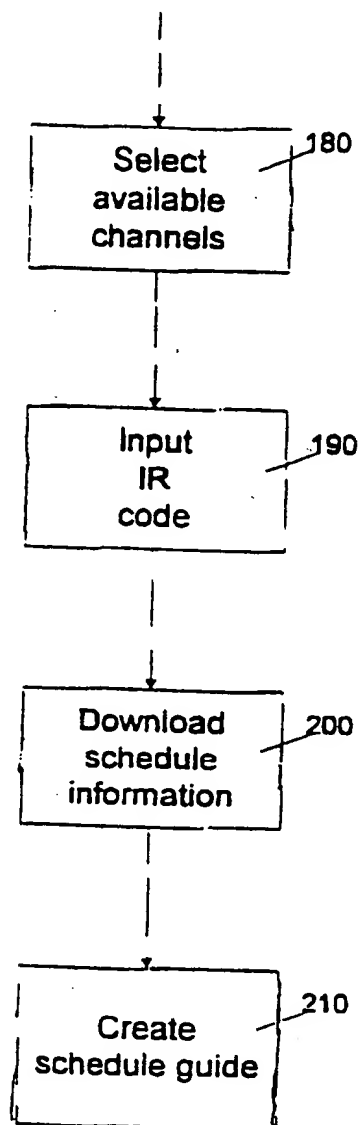 180
Select
available
channels
190
Input
IR
code
200
Download
schedule
information
210
Create
schedule guide